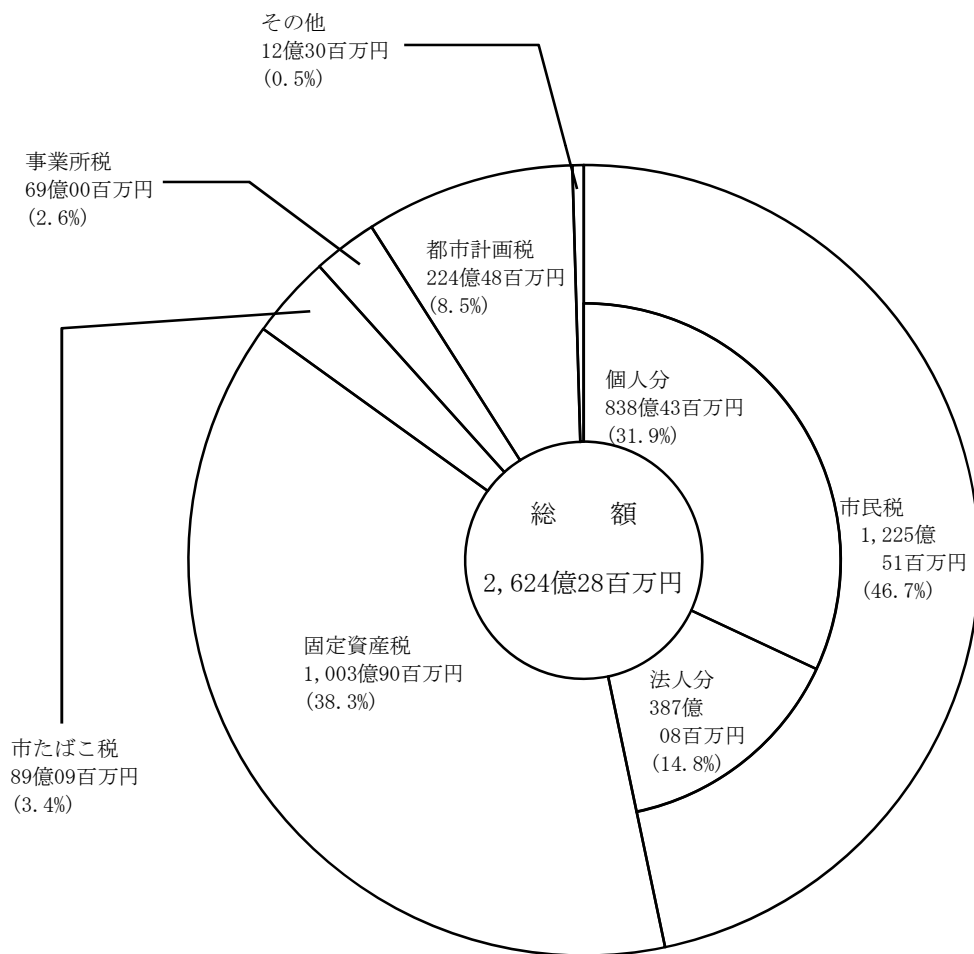 その他
12億30百万円
(0.5%)
事業所税
69億00百万円
(2.6%)
都市計画税
224億48百万円
(8.5%)
個人分
838億43百万円
(31.9%)
総　額
2,624億28百万円
市民税
1,225億
51百万円
(46.7%)
固定資産税
1,003億90百万円
(38.3%)
法人分
387億
08百万円
(14.8%)
市たばこ税
89億09百万円
(3.4%)